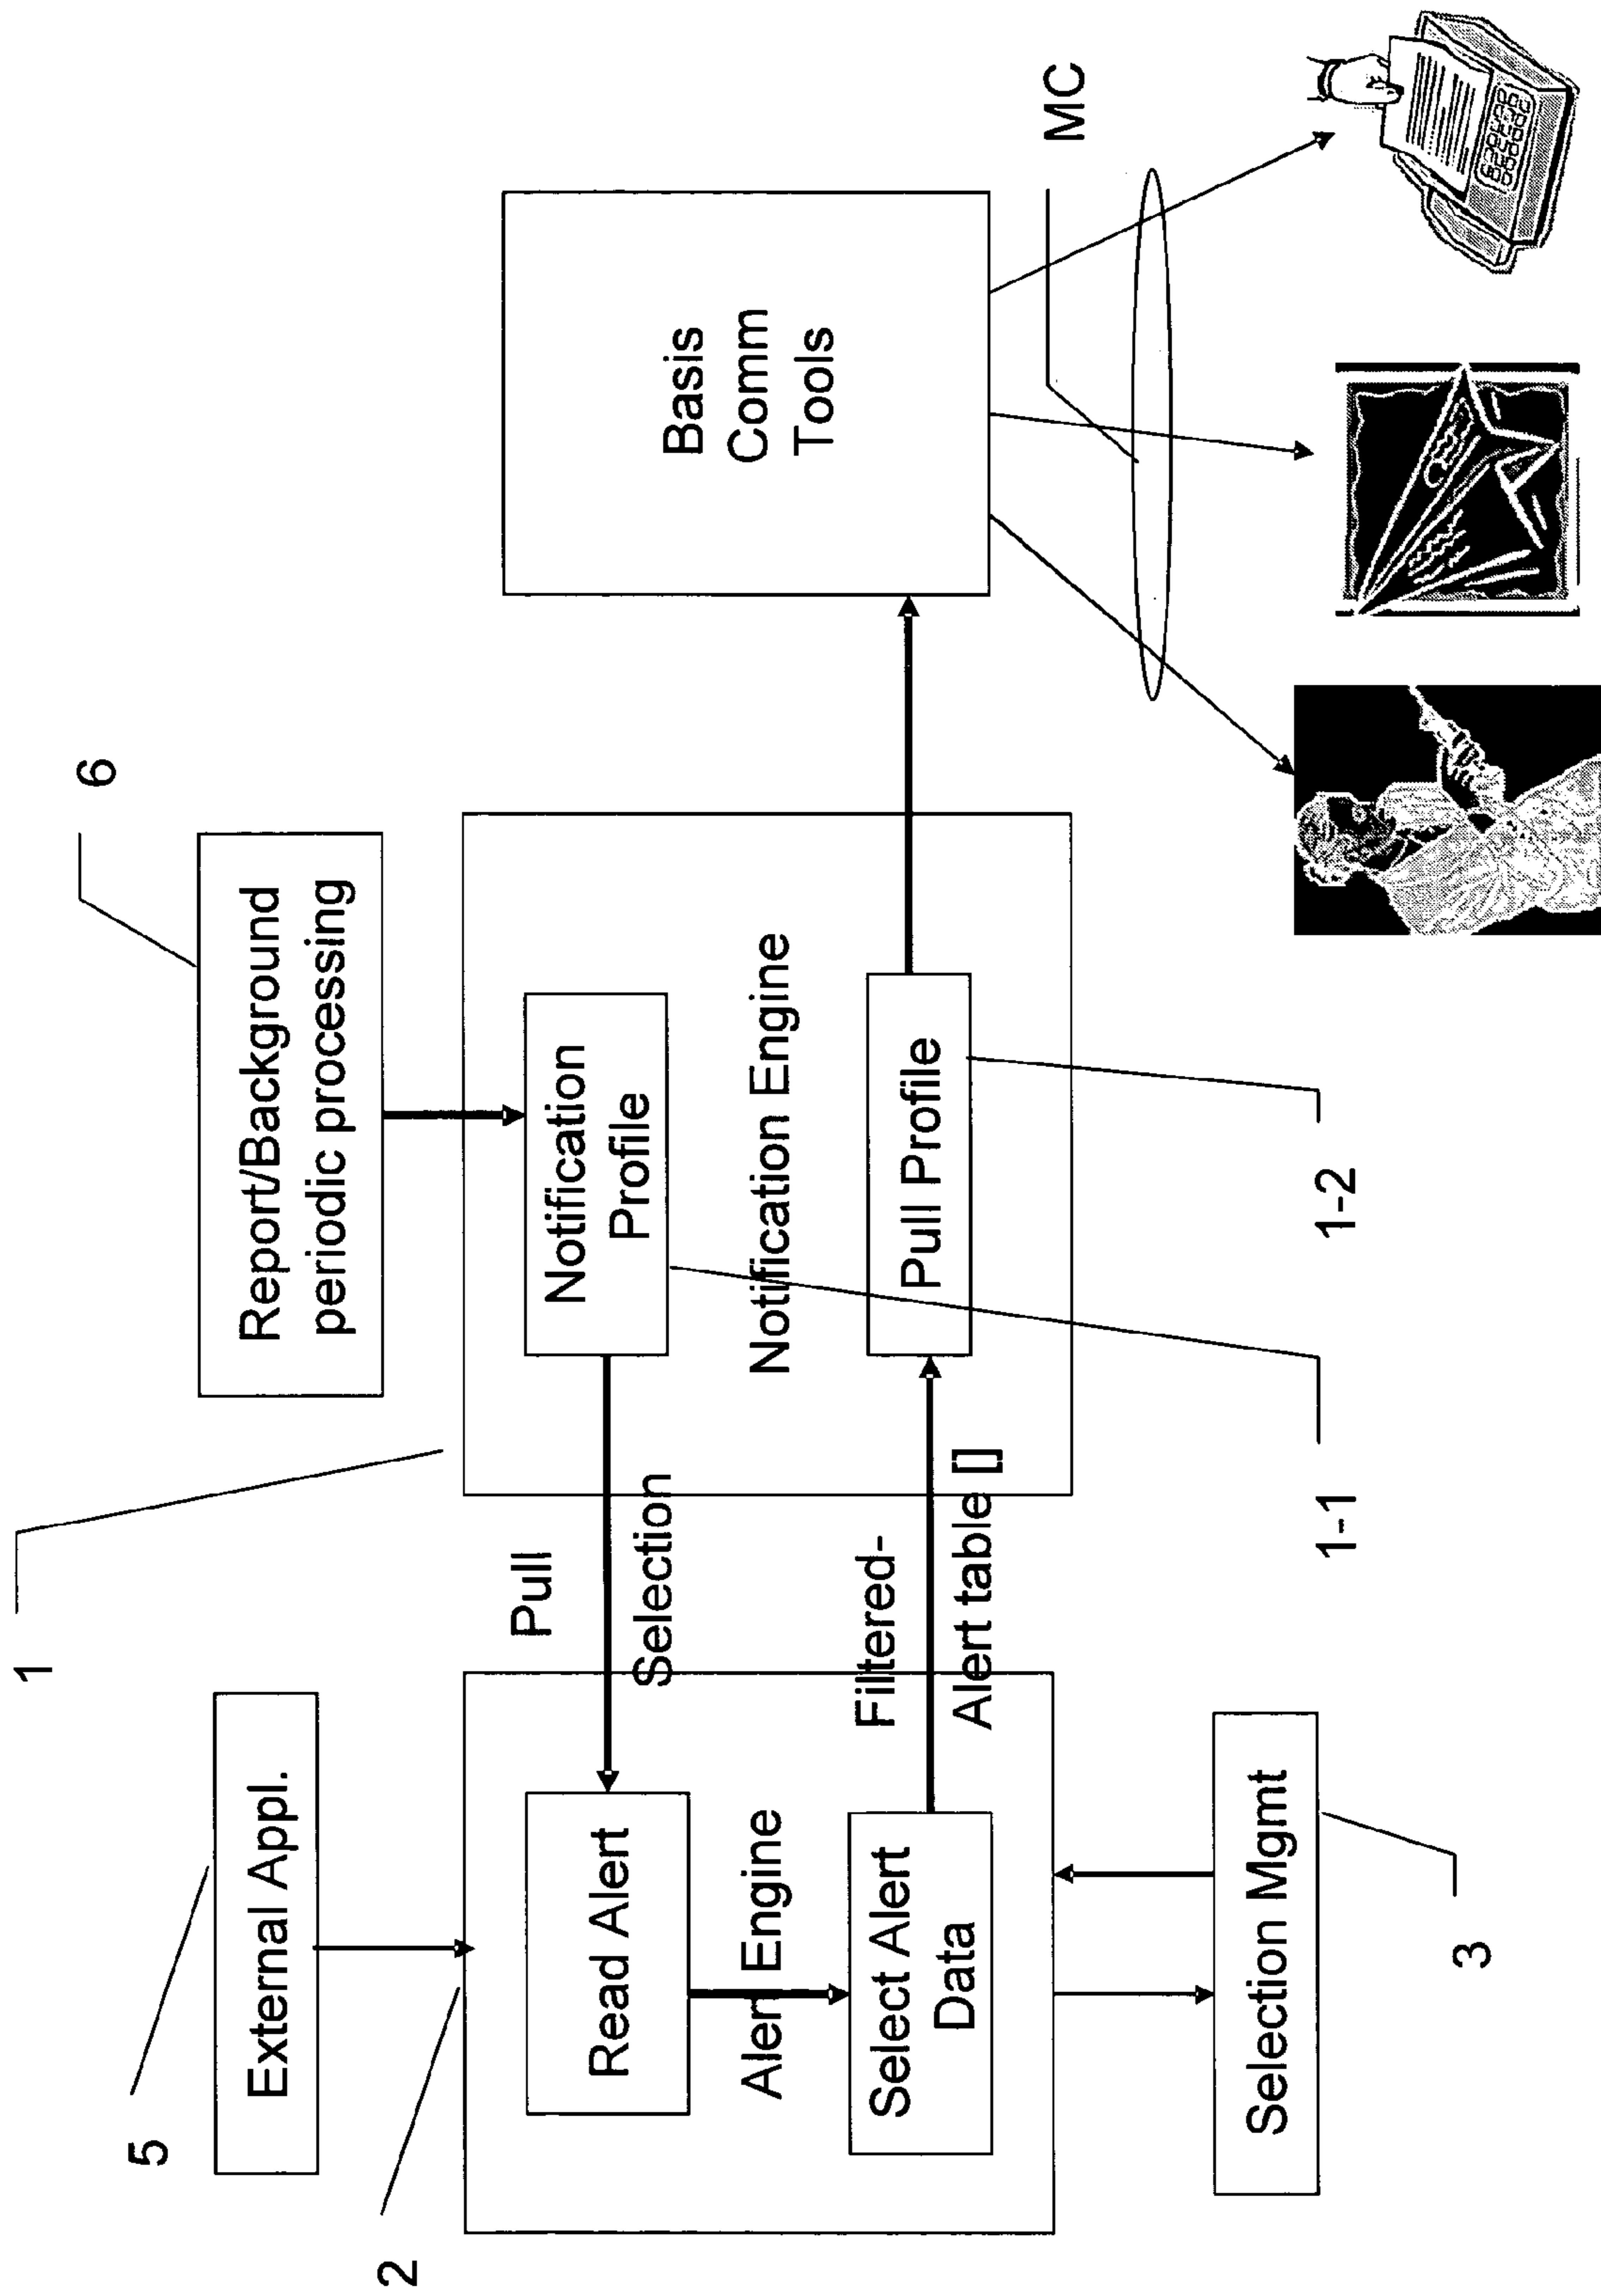 1
6
5
External Appl.
Report/Background
periodic processing
2
Pull
Selection
Read Alert
Notification
Profile
Basis
Comm
Tools
Alert Engine
Notification Engine
Select Alert
Data
Filtered-
Alert table []
Pull Profile
MC
Selection Mgmt
3
1-1
1-2